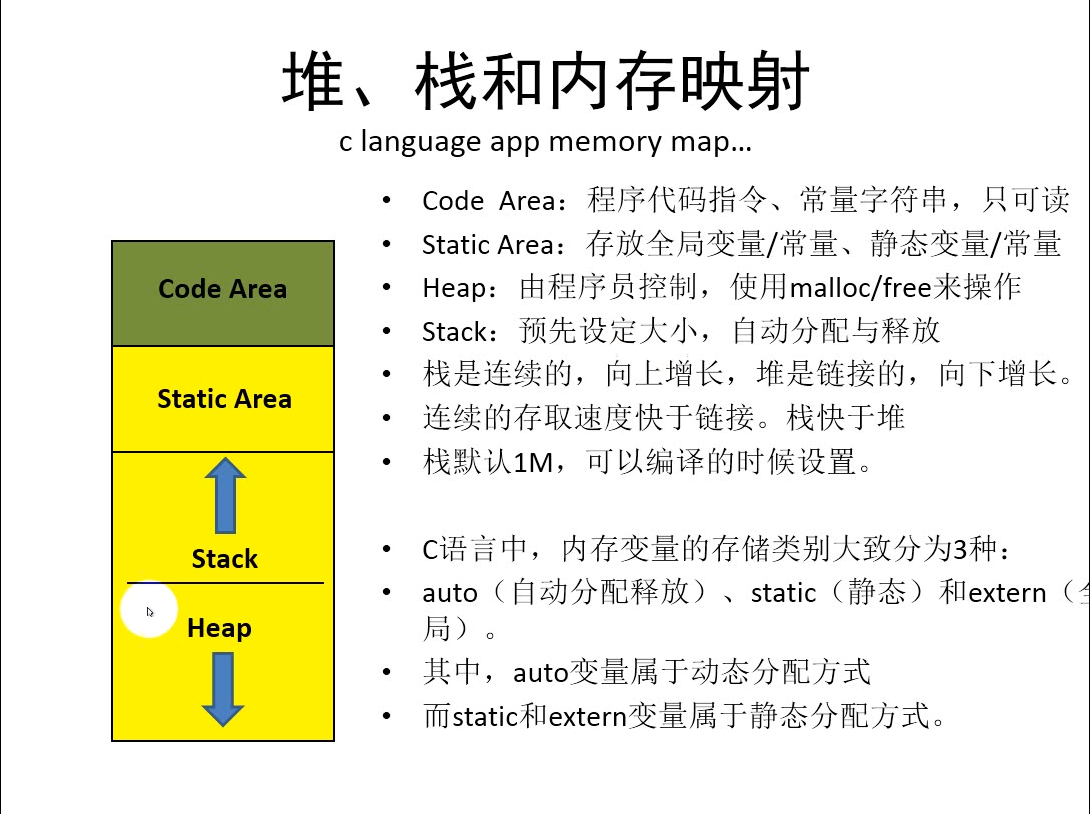 堆、栈和内存映射
c language app memory map…
Code Area
Static Area
Stack
Heap
• Code Area：程序代码指令、常量字符串，只可读
• Static Area：存放全局变量/常量、静态变量/常量
• Heap：由程序员控制，使用malloc/free来操作
• Stack：预先设定大小，自动分配与释放
• 栈是连续的，向上增长，堆是链接的，向下增长。
• 连续的存取速度快于链接。栈快于堆
• 栈默认1M，可以编译的时候设置。
• C语言中，内存变量的存储类别大致分为3种：
• auto（自动分配释放）、static（静态）和extern（全
局）。
• 其中，auto变量属于动态分配方式
• 而static和extern变量属于静态分配方式。